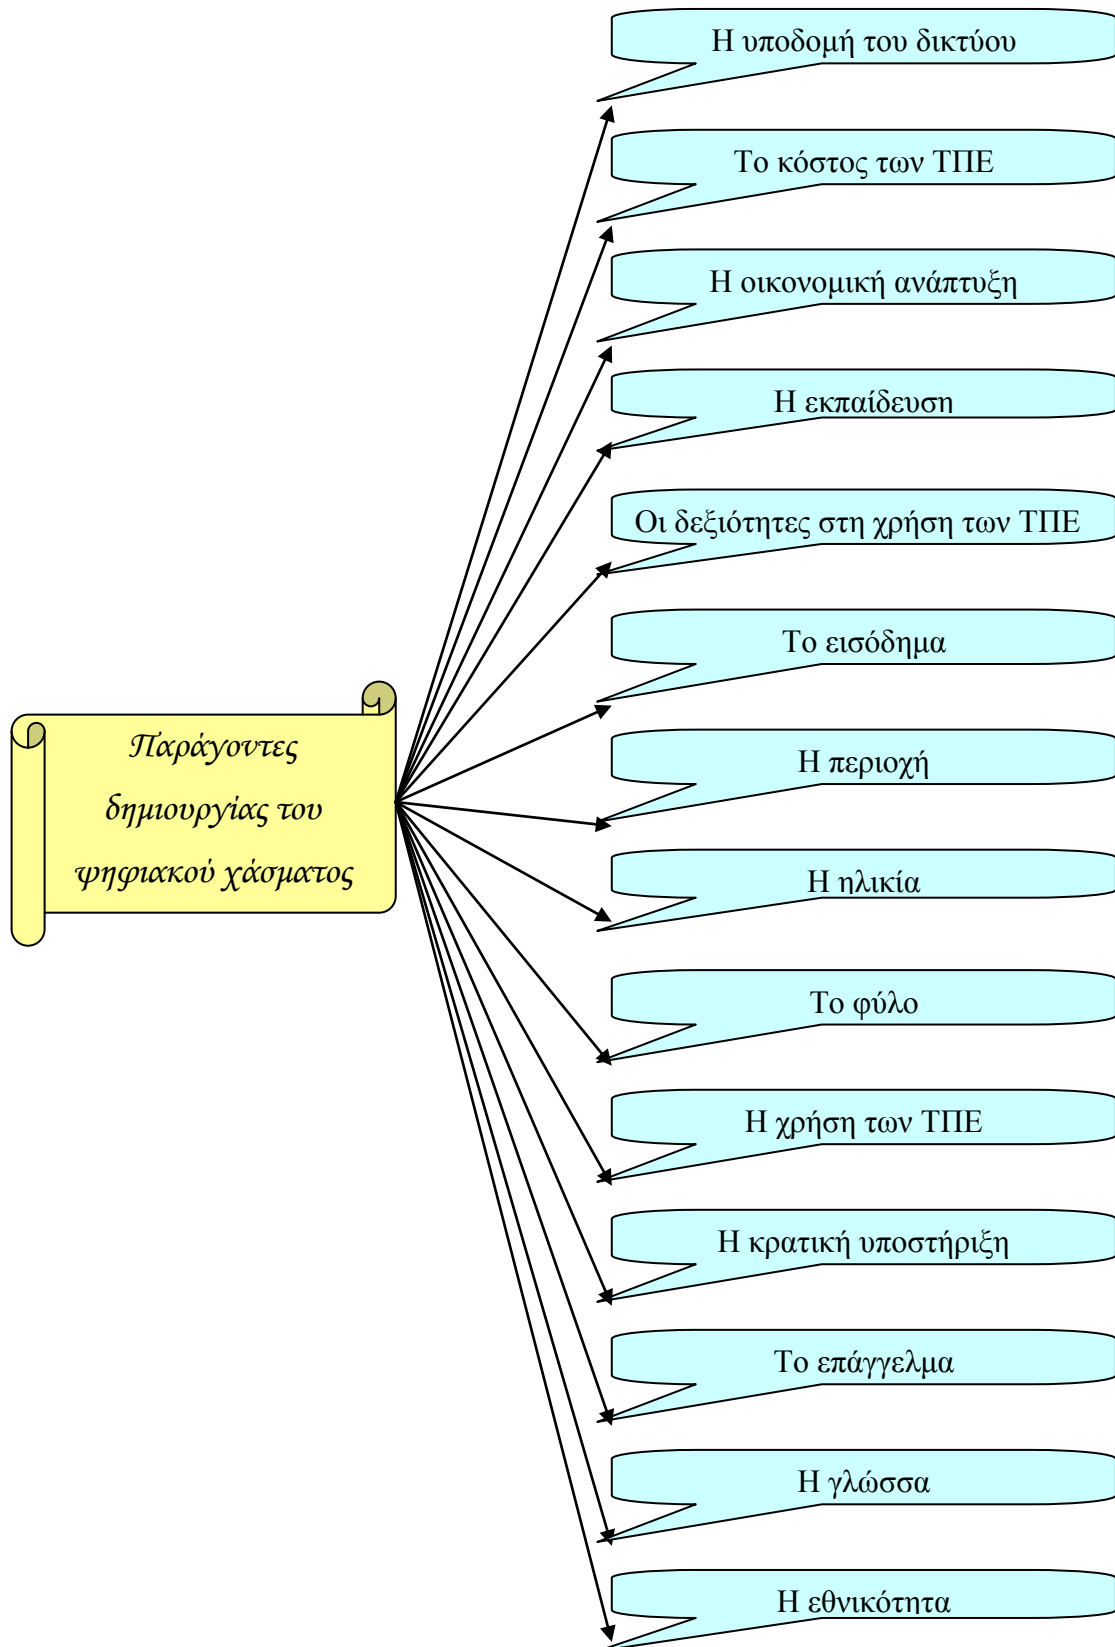 Η υποδομή του δικτύου
Το κόστος των ΤΠΕ
Η οικονομική ανάπτυξη
Η εκπαίδευση
Οι δεξιότητες στη χρήση των ΤΠΕ
Το εισόδημα
Παράγοντες
δημιουργίας του
ψηφιακού χάσματος
Η περιοχή
Η ηλικία
Το φύλο
Η χρήση των ΤΠΕ
Η κρατική υποστήριξη
Το επάγγελμα
Η γλώσσα
Η εθνικότητα